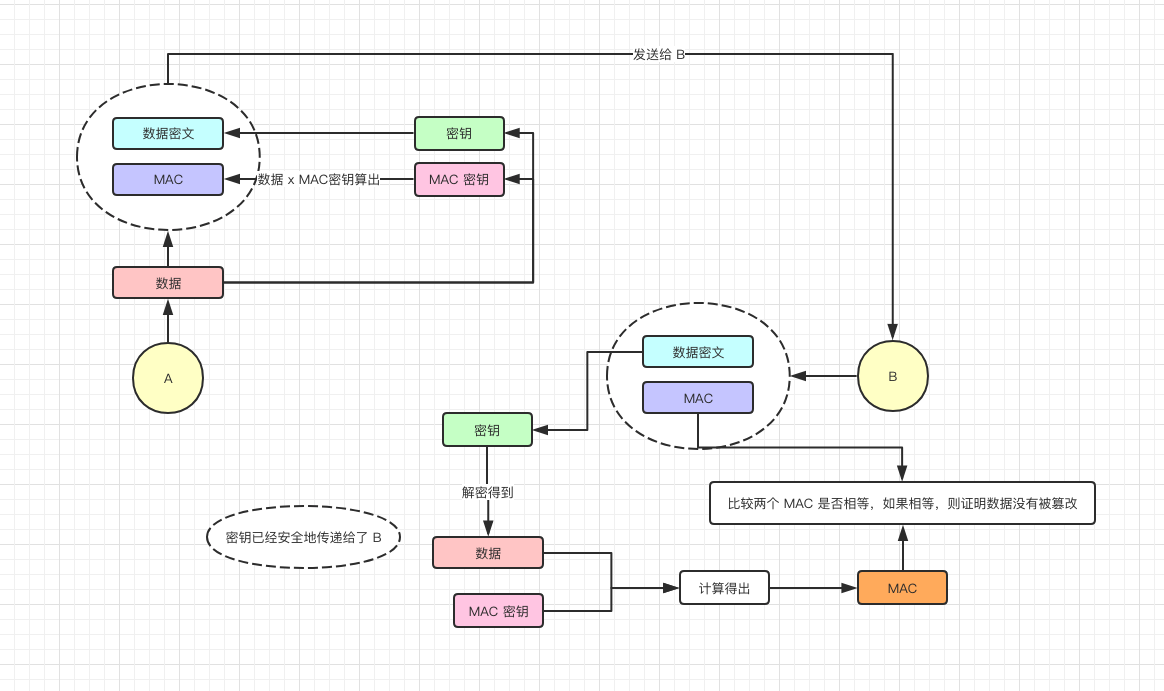 发送给 B
数据密文
密钥
MAC
数据 x MAC密钥算出
MAC 密钥
数据
A
数据密文
B
MAC
密钥
解密得到
比较两个 MAC 是否相等，如果相等，则证明数据没有被篡改
密钥已经安全地传递给了 B
数据
计算得出
MAC
MAC 密钥